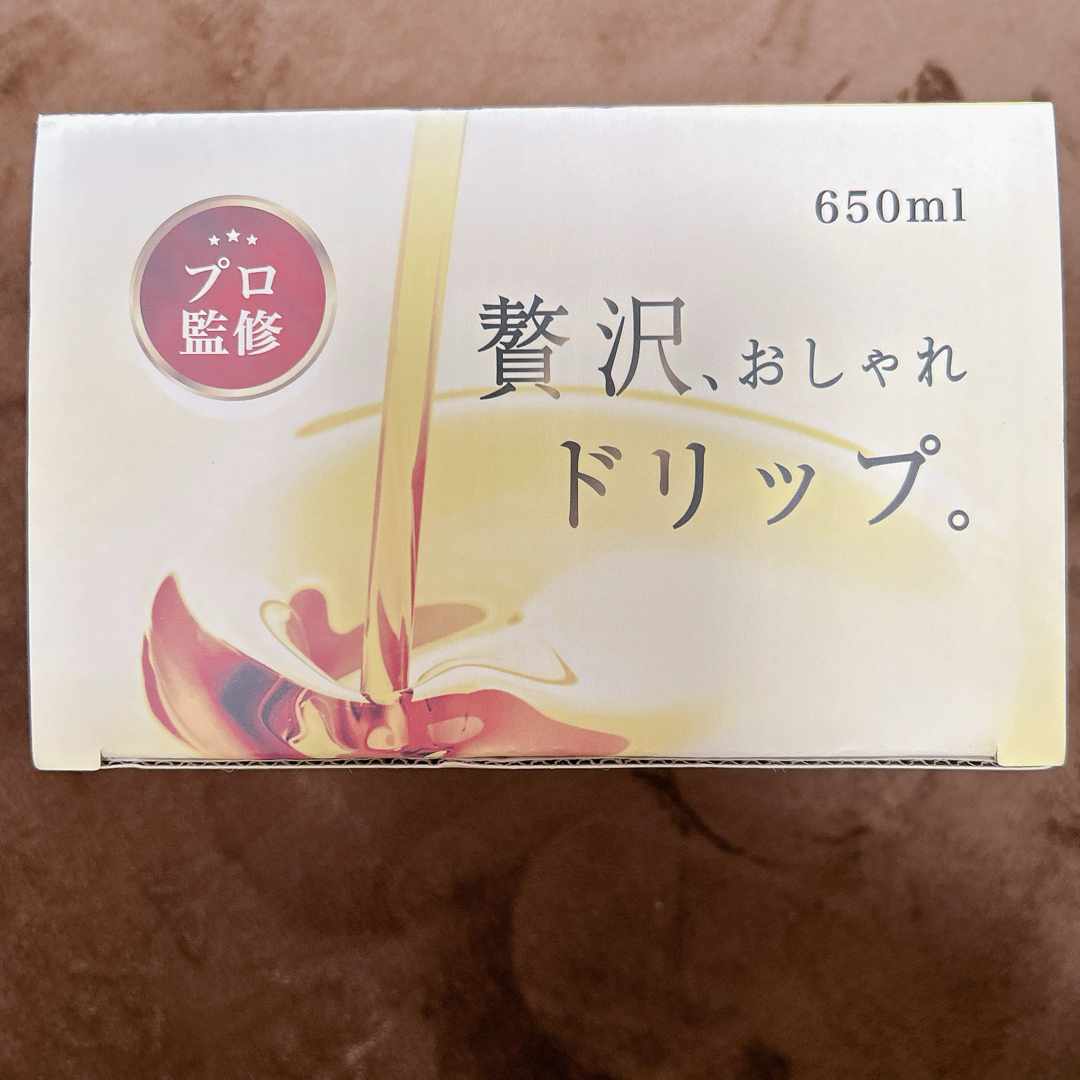 プロ
監修
650ml
贅沢、おしゃれ
ドリップ。